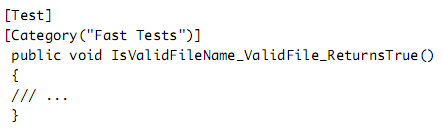 [Test]
[Category("Fast Tests")]
public void IsValidFileName_ValidFile_ReturnsTrue()
{
/// ...
}